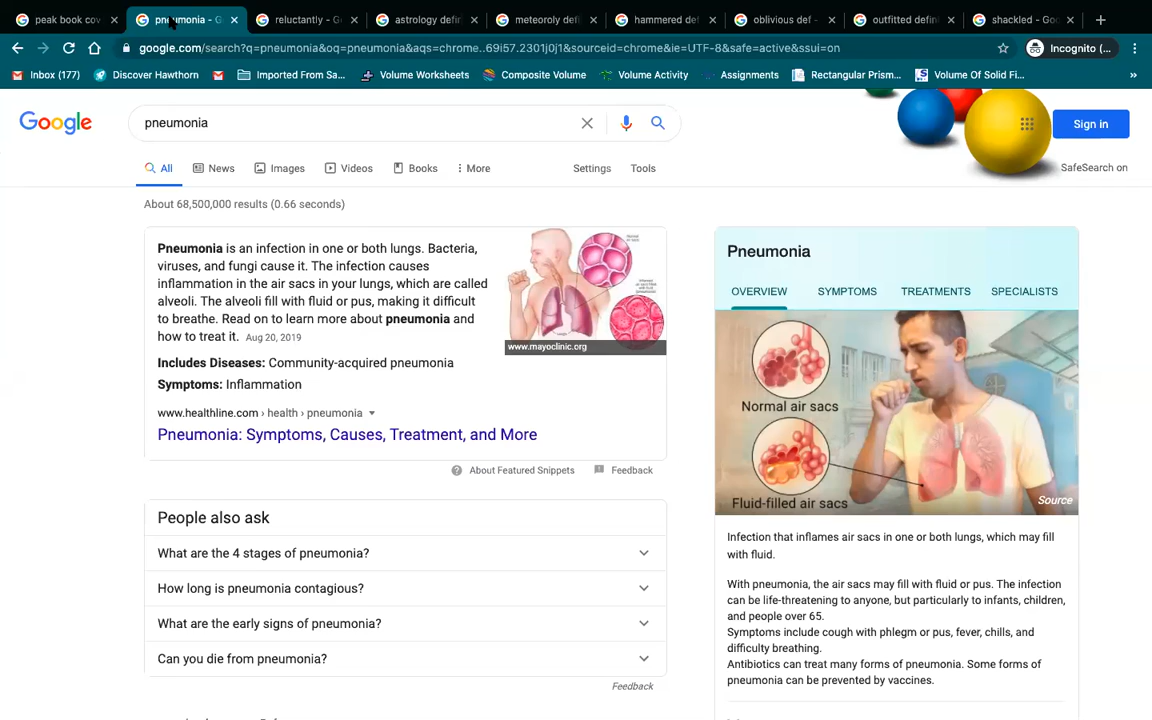 peak book cov
pneumonia - G
reluctantly - Go
astrology defin
meteoroly defi
hammered def
oblivious def -
outfitted defin
shackled - Goo
google.com/search?q=pneumonia&oq=pneumonia&aqs=chrome..69i57.2301j0j1&sourceid=chrome&ie=UTF-8&safe=active&ssui=on
Incognito (...
Inbox (177)
Discover Hawthorn
Imported From Sa...
Volume Worksheets
Composite Volume
Volume Activity
Assignments
Rectangular Prism...
Volume Of Solid Fi...
»
Google
pneumonia
Sign in
All
News
Images
Videos
Books
More
Settings
Tools
SafeSearch on
About 68,500,000 results (0.66 seconds)
Pneumonia is an infection in one or both lungs. Bacteria,
viruses, and fungi cause it. The infection causes
inflammation in the air sacs in your lungs, which are called
alveoli. The alveoli fill with fluid or pus, making it difficult
to breathe. Read on to learn more about pneumonia and
how to treat it. Aug 20, 2019
www.mayoclinic.org
Includes Diseases: Community-acquired pneumonia
Symptoms: Inflammation
www.healthline.com › health › pneumonia
Pneumonia: Symptoms, Causes, Treatment, and More
About Featured Snippets
Feedback
People also ask
What are the 4 stages of pneumonia?
How long is pneumonia contagious?
What are the early signs of pneumonia?
Can you die from pneumonia?
Feedback
Pneumonia
OVERVIEW
SYMPTOMS
TREATMENTS
SPECIALISTS
Normal air sacs
Fluid-filled air sacs
Source
Infection that inflames air sacs in one or both lungs, which may fill
with fluid.
With pneumonia, the air sacs may fill with fluid or pus. The infection
can be life-threatening to anyone, but particularly to infants, children,
and people over 65.
Symptoms include cough with phlegm or pus, fever, chills, and
difficulty breathing.
Antibiotics can treat many forms of pneumonia. Some forms of
pneumonia can be prevented by vaccines.